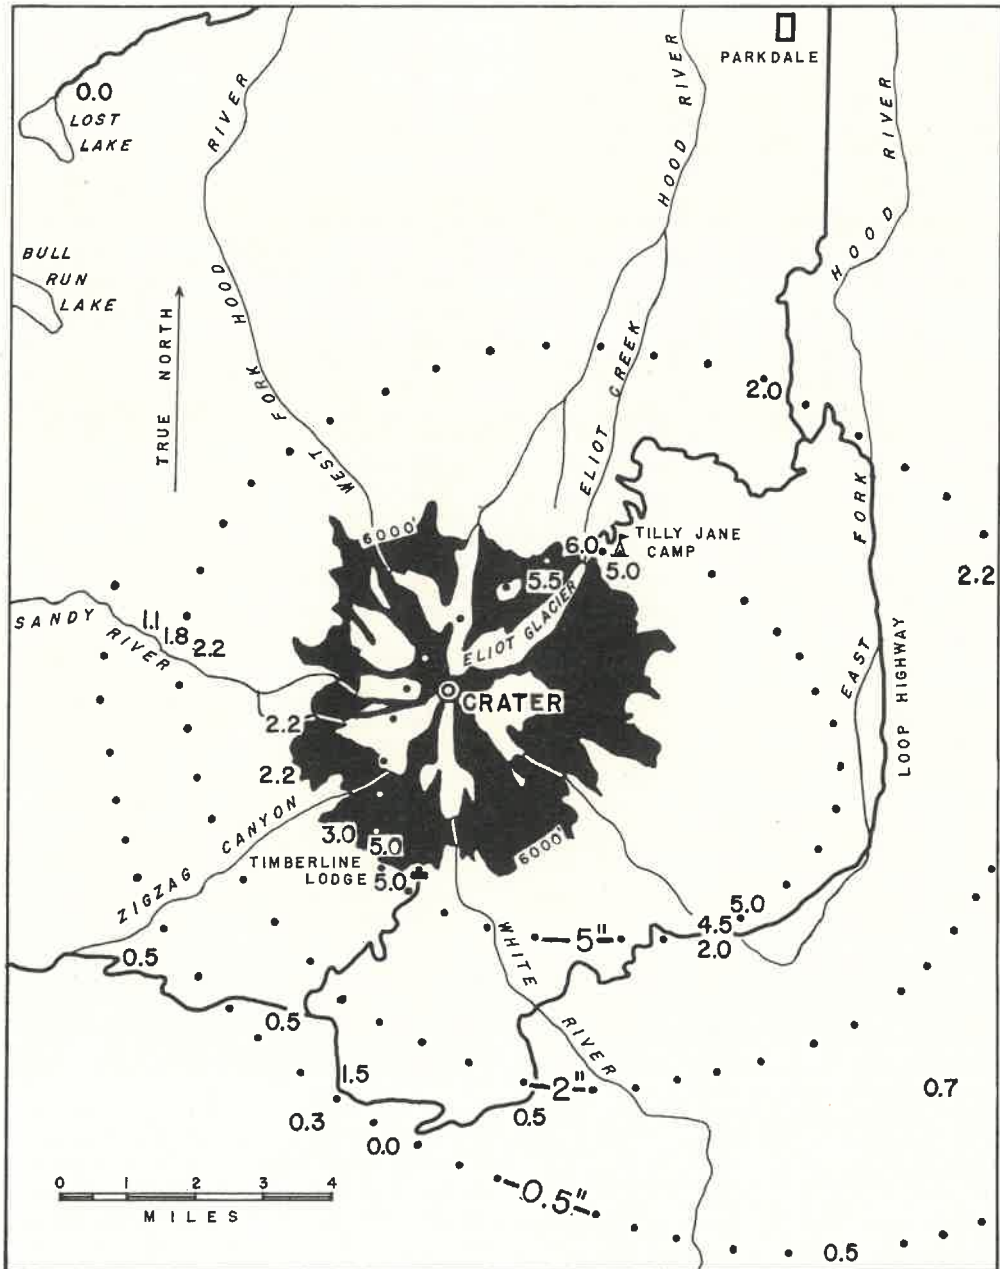 PARKDALE
0.0
LOST
LAKE
RIVER
HOOD RIVER
HOOD RIVER
BULL
RUN
LAKE
TRUE NORTH
WEST FORK HOOD
ELIOT CREEK
2.0
6000'
EAST FORK
TILLY JANE
CAMP
6.0
5.0
5.5
2.2
ELIOT GLACIER
SANDY
RIVER
1.1
1.8
2.2
CRATER
LOOP HIGHWAY
2.2
2.2
ZIGZAG CANYON
3.0
5.0
6000'
TIMBERLINE
LODGE
5.0
5.0
4.5
2.0
5"
WHITE RIVER
0.5
0.5
1.5
2"
0.7
0.3
0.5
0.0
0 1 2 3 4
MILES
0.5"
0.5